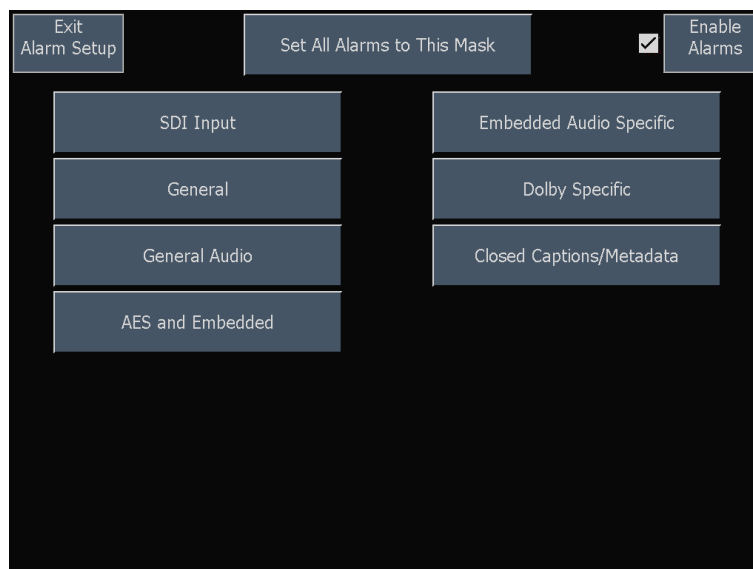 Exit
Alarm Setup
Set All Alarms to This Mask
Enable
Alarms
SDI Input
Embedded Audio Specific
General
Dolby Specific
General Audio
Closed Captions/Metadata
AES and Embedded